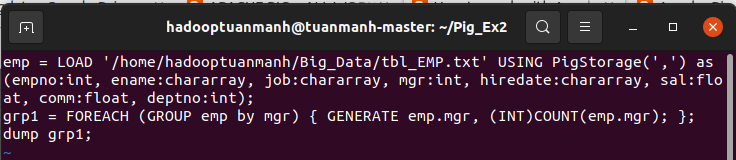 hadooptuanmanh@tuanmanh-master: ~/Pig_Ex2
emp = LOAD '/home/hadooptuanmanh/Big_Data/tbl_EMP.txt' USING PigStorage(',') as
(empno:int, ename:chararray, job:chararray, mgr:int, hiredate:chararray, sal:flo
at, comm:float, deptno:int);
grp1 = FOREACH (GROUP emp by mgr) { GENERATE emp.mgr, (INT)COUNT(emp.mgr); };
dump grp1;
~